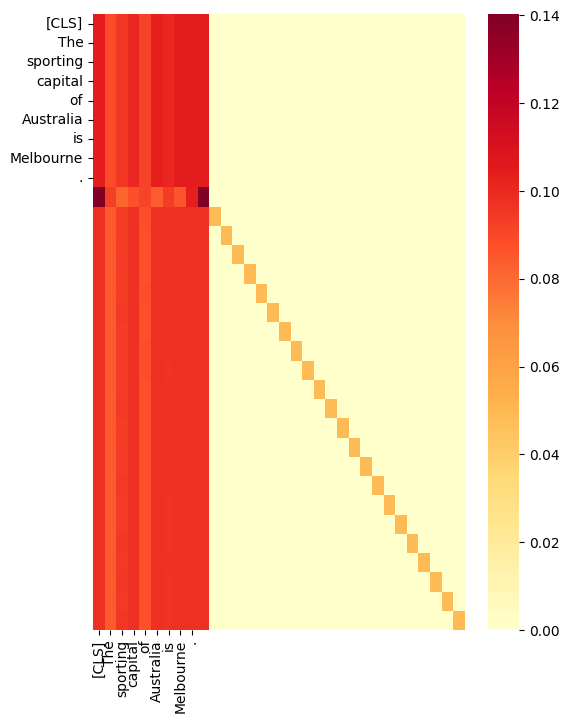 [CLS]
The
sporting
capital
of
Australia
is
Melbourne
.
0.14
0.12
0.10
0.08
0.06
0.04
0.02
0.00
[CLS]
The
sporting
capital
of
Australia
is
Melbourne
.